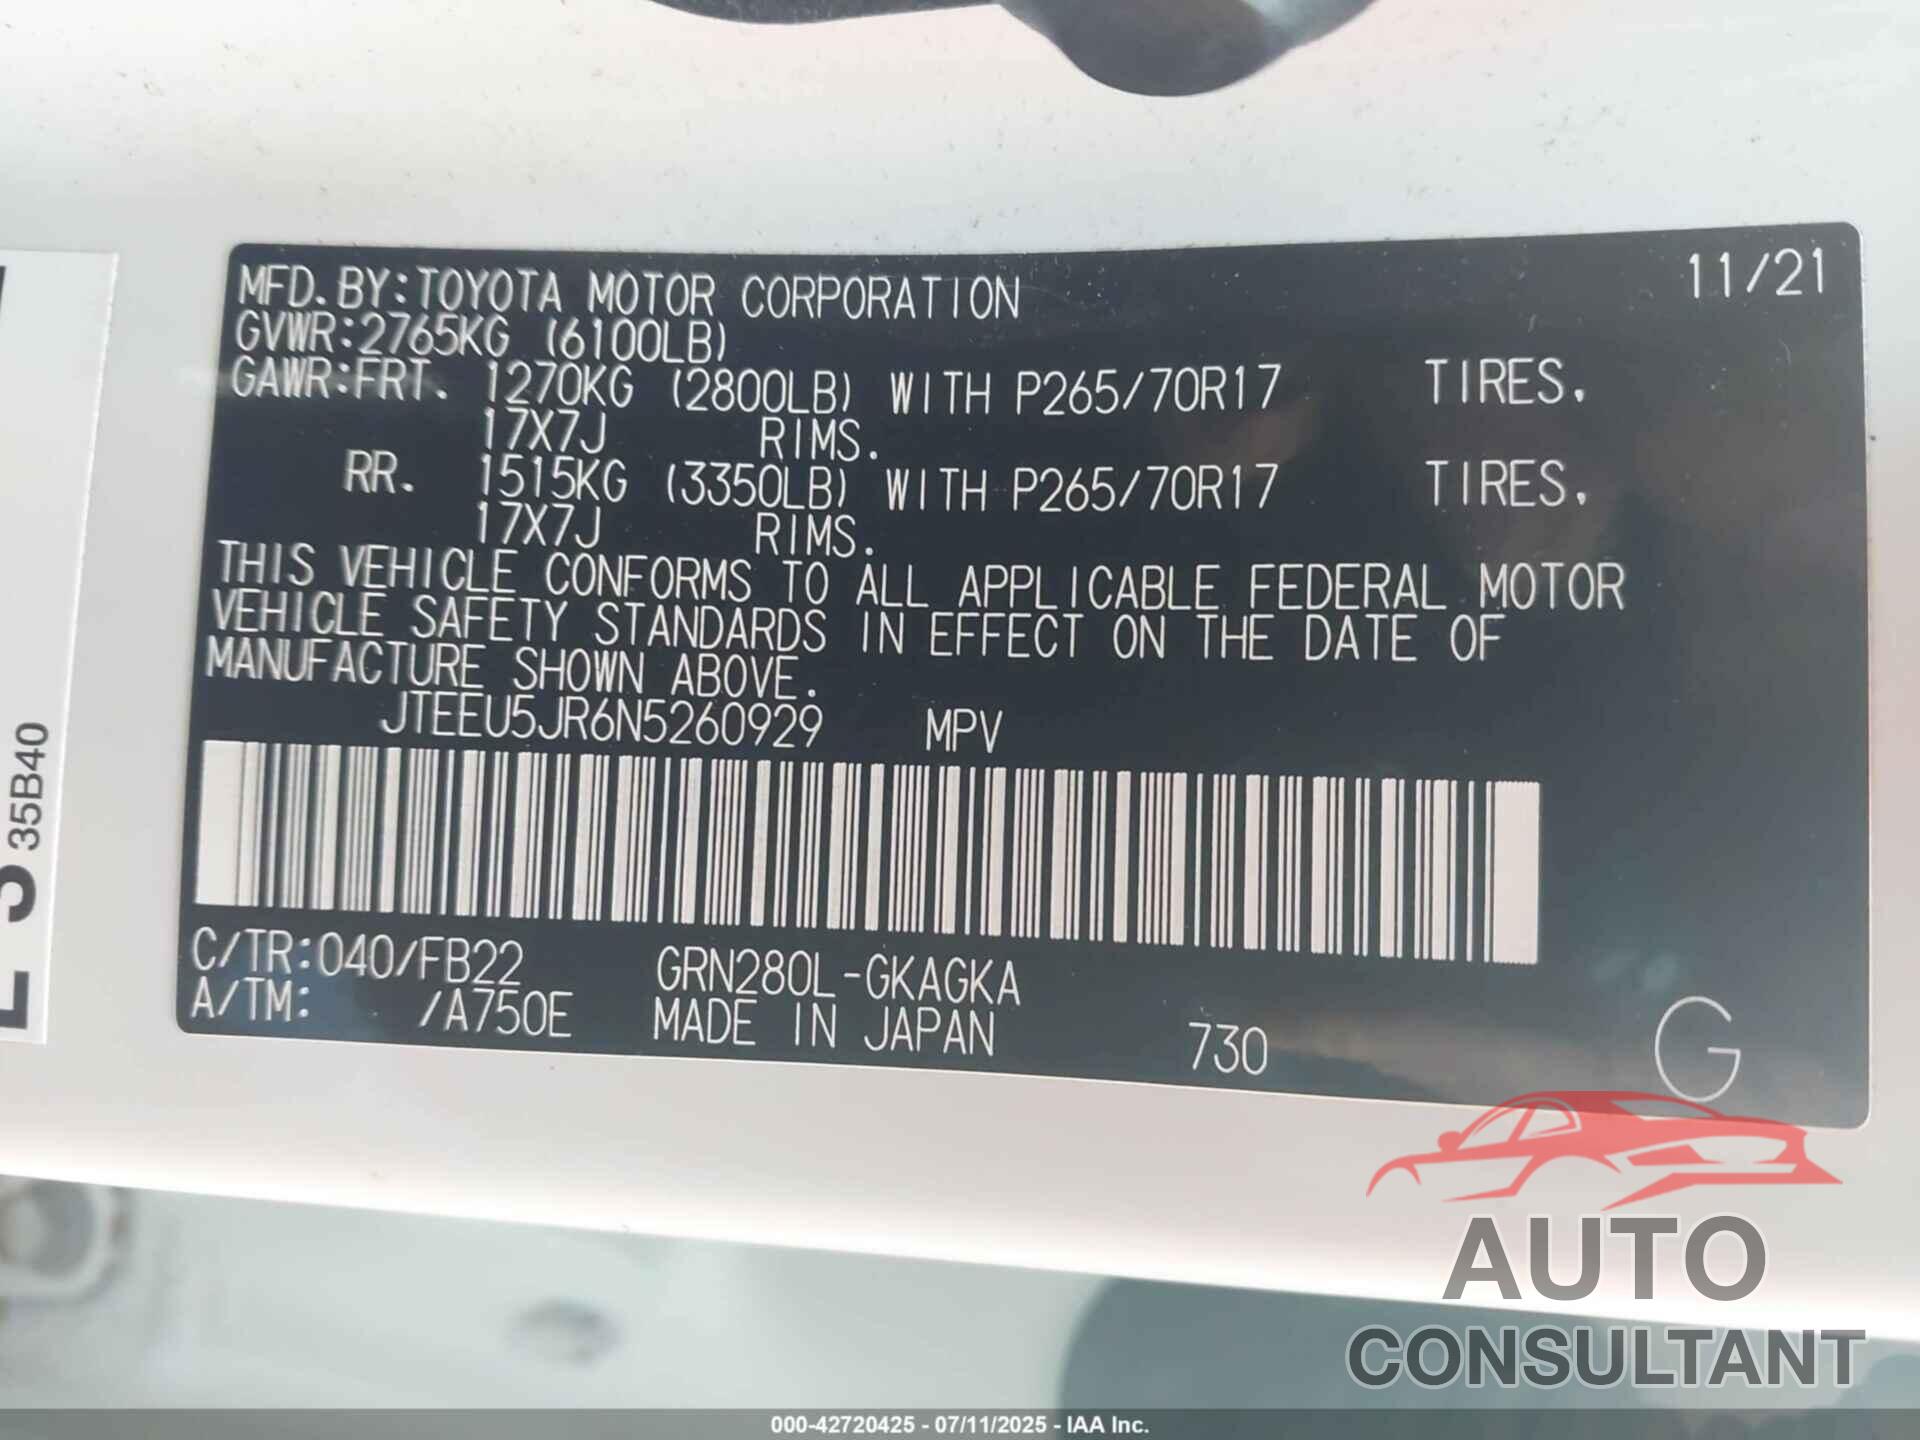 MFD.BY:TOYOTA MOTOR CORPORATION 11/21
GVWR:2765KG (6100LB)
GAWR:FRT. 1270KG (2800LB) WITH P265/70R17 TIRES.
17X7J RIMS.
RR. 1515KG (3350LB) WITH P265/70R17 TIRES.
17X7J RIMS.
THIS VEHICLE CONFORMS TO ALL APPLICABLE FEDERAL MOTOR
VEHICLE SAFETY STANDARDS IN EFFECT ON THE DATE OF
MANUFACTURE SHOWN ABOVE.
JTEEU5JR6N5260929 MPV
C/TR:040/FB22 GRN280L-GKAGKA
A/TM: /A750E MADE IN JAPAN 730 G
35B40
AUTO
CONSULTANT
000-42720425 - 07/11/2025 - IAA Inc.